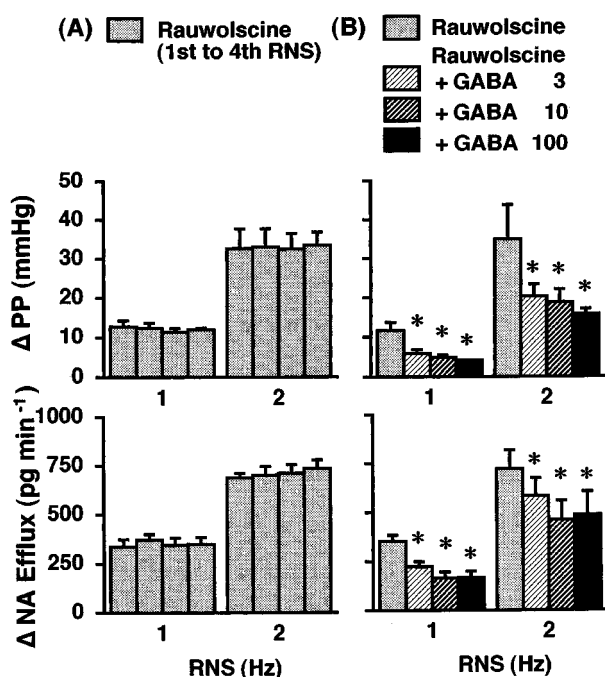 (A) Rauwolscine
(1st to 4th RNS)
(B) Rauwolscine
Rauwolscine
+ GABA 3
+ GABA 10
+ GABA 100
Δ PP (mmHg)
50
40
30
20
10
0
1 2
* * *
* * *
1 2
Δ NA Efflux (pg min⁻¹)
1000
750
500
250
0
1 2
RNS (Hz)
* * *
* * *
1 2
RNS (Hz)